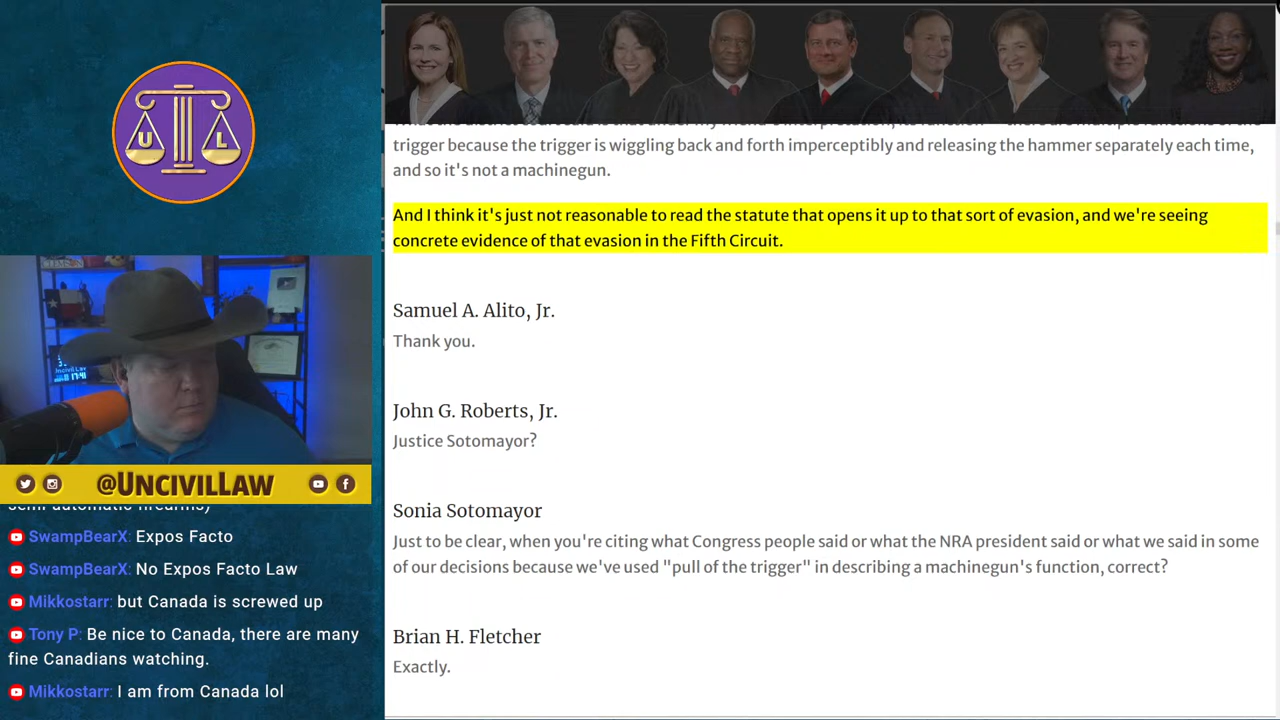 U L
trigger because the trigger is wiggling back and forth imperceptibly and releasing the hammer separately each time,
and so it's not a machinegun.
And I think it's just not reasonable to read the statute that opens it up to that sort of evasion, and we're seeing
concrete evidence of that evasion in the Fifth Circuit.
Samuel A. Alito, Jr.
Thank you.
John G. Roberts, Jr.
Justice Sotomayor?
Sonia Sotomayor
Just to be clear, when you're citing what Congress people said or what the NRA president said or what we said in some
of our decisions because we've used "pull of the trigger" in describing a machinegun's function, correct?
Brian H. Fletcher
Exactly.
17:41
@UNCIVILLAW
SwampBearX: Expos Facto
SwampBearX: No Expos Facto Law
Mikkostarr: but Canada is screwed up
Tony P: Be nice to Canada, there are many
fine Canadians watching.
Mikkostarr: I am from Canada lol